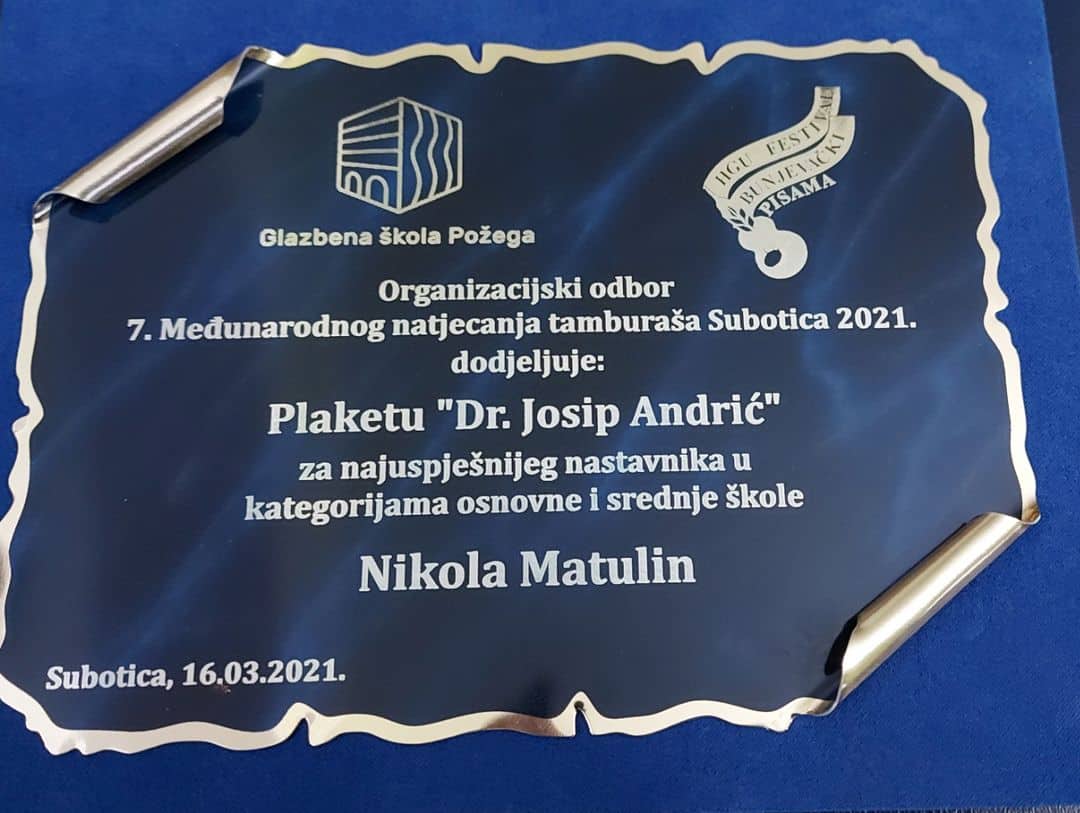 Glazbena škola Požega
HGU FESTIVAL
BUNJEVAČKI
PISAMA
Organizacijski odbor
7. Međunarodnog natjecanja tamburaša Subotica 2021.
dodjeljuje:
Plaketu "Dr. Josip Andrić"
za najuspješnijeg nastavnika u
kategorijama osnovne i srednje škole
Nikola Matulin
Subotica, 16.03.2021.